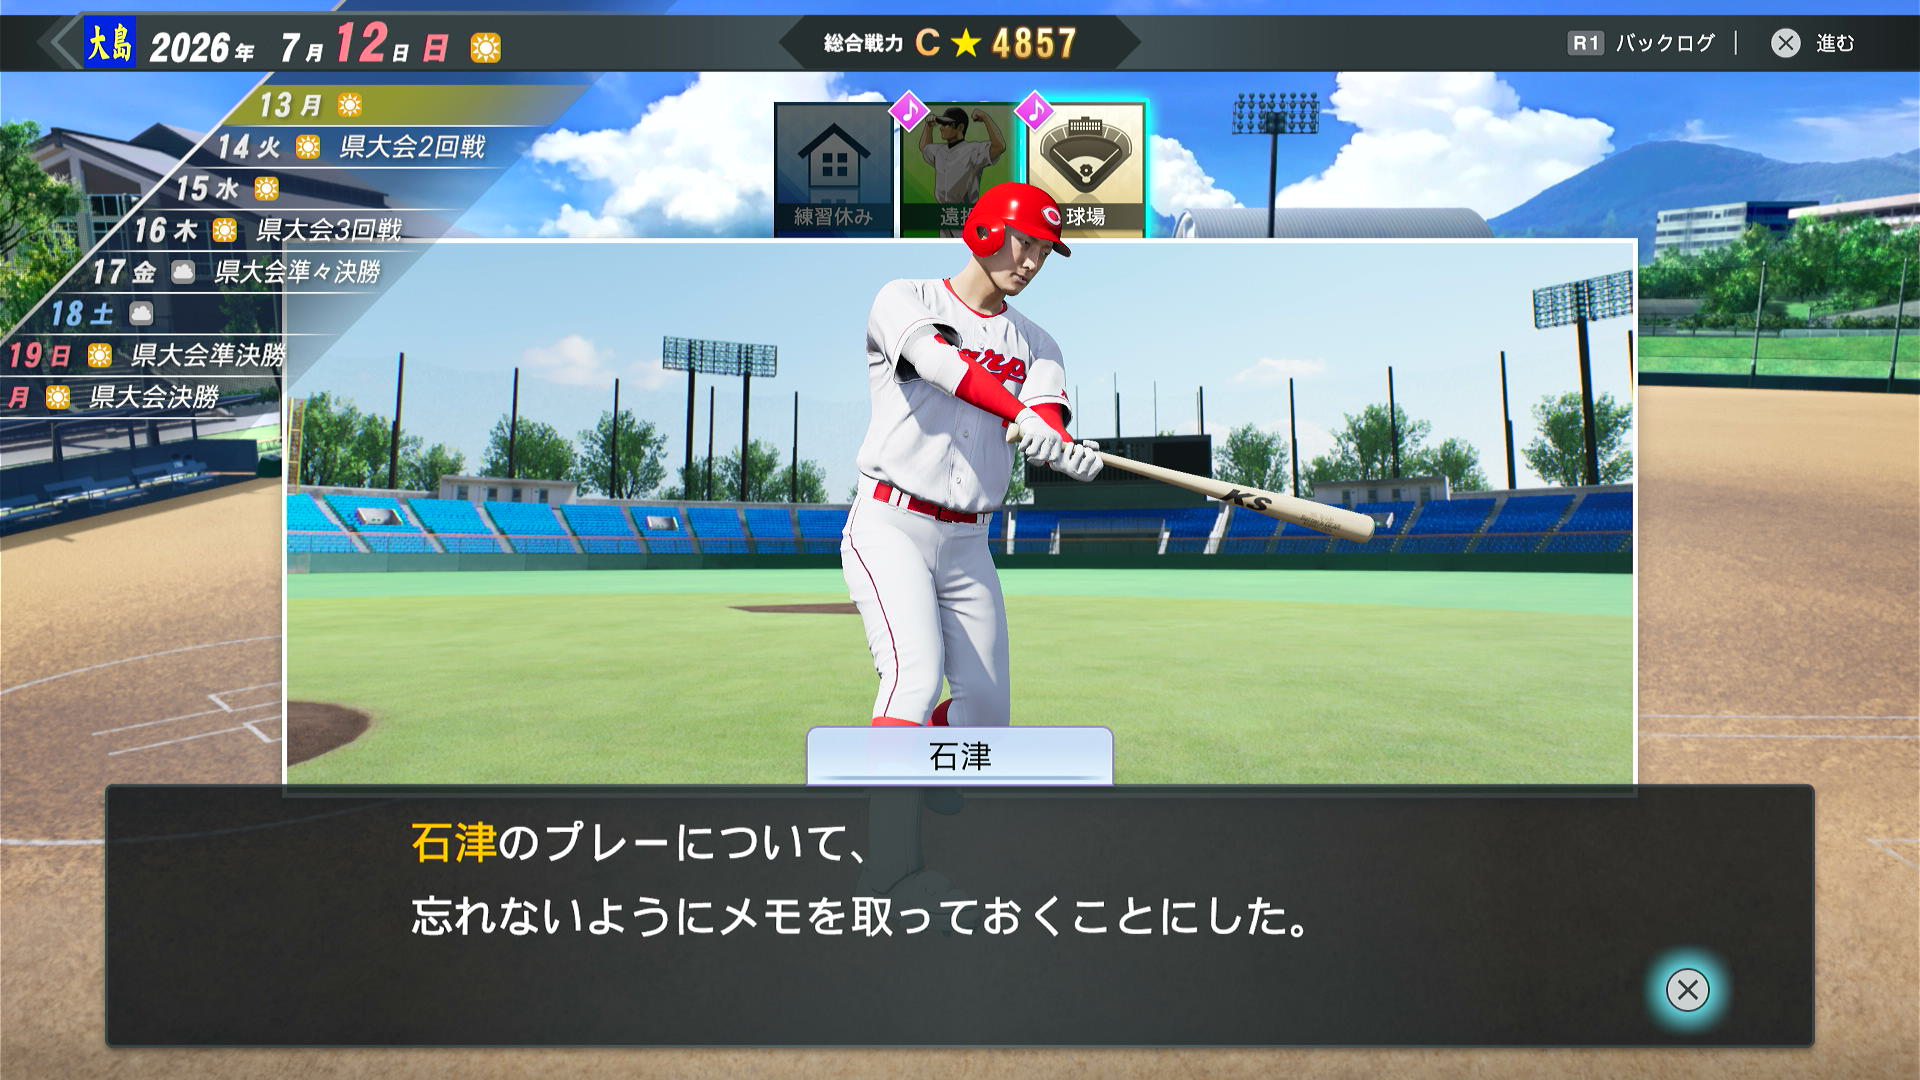 大島 2026年 7月12日 日
総合戦力 C ★ 4857
R1 バックログ | 進む
13 月
14 火 県大会2回戦
15 水
16 木 県大会3回戦
17 金 県大会準々決勝
18 土
19 日 県大会準決勝
月 県大会決勝
練習休み
遠投
球場
KS
石津
石津のプレーについて、
忘れないようにメモを取っておくことにした。